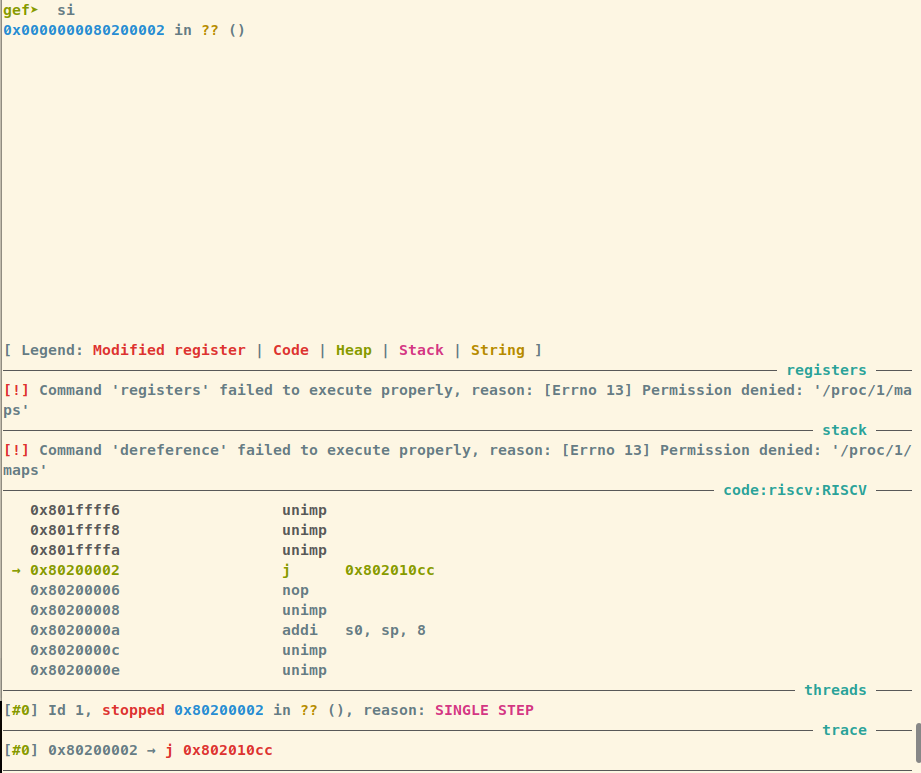 gef➤  si
0x0000000080200002 in ?? ()
[ Legend: Modified register | Code | Heap | Stack | String ]
registers
[!] Command 'registers' failed to execute properly, reason: [Errno 13] Permission denied: '/proc/1/ma
ps'
stack
[!] Command 'dereference' failed to execute properly, reason: [Errno 13] Permission denied: '/proc/1/
maps'
code:riscv:RISCV
0x801ffff6 unimp
0x801ffff8 unimp
0x801ffffa unimp
→ 0x80200002 j 0x802010cc
0x80200006 nop
0x80200008 unimp
0x8020000a addi s0, sp, 8
0x8020000c unimp
0x8020000e unimp
threads
[#0] Id 1, stopped 0x80200002 in ?? (), reason: SINGLE STEP
trace
[#0] 0x80200002 → j 0x802010cc